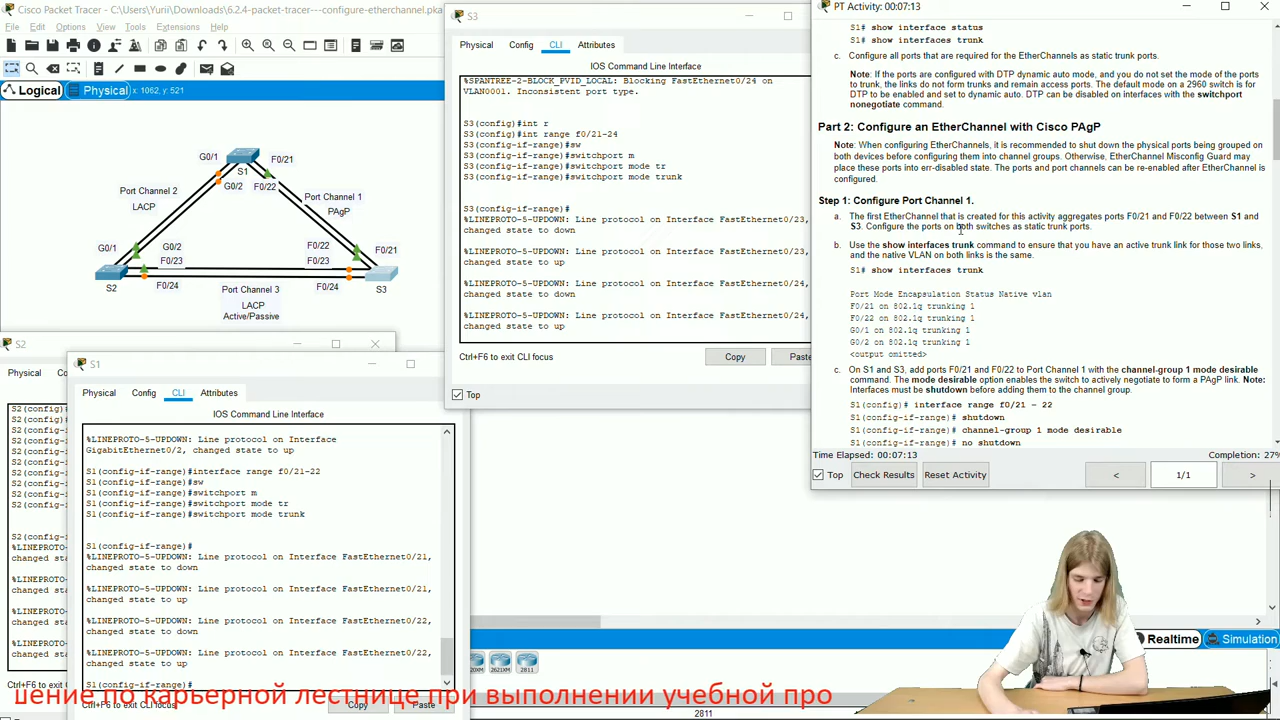 Cisco Packet Tracer - C:\Users\Yurii\Downloads\6.2.4-packet-tracer---configure-etherchannel.pka
File Edit Options View Tools Extensions Help
Logical Physical x: 1062, y: 521
G0/1
S1
F0/21
G0/2
F0/22
Port Channel 2
LACP
Port Channel 1
PAgP
G0/1
G0/2
F0/23
F0/22
F0/23
F0/21
S2
F0/24
Port Channel 3
LACP
Active/Passive
F0/24
S3
S3
Physical Config CLI Attributes
IOS Command Line Interface
%SPANTREE-2-BLOCK_PVID_LOCAL: Blocking FastEthernet0/24 on
VLAN0001. Inconsistent port type.
S3(config)#int r
S3(config)#int range f0/21-24
S3(config-if-range)#sw
S3(config-if-range)#switchport m
S3(config-if-range)#switchport mode tr
S3(config-if-range)#switchport mode trunk
S3(config-if-range)#
%LINEPROTO-5-UPDOWN: Line protocol on Interface FastEthernet0/23,
changed state to down
%LINEPROTO-5-UPDOWN: Line protocol on Interface FastEthernet0/23,
changed state to up
%LINEPROTO-5-UPDOWN: Line protocol on Interface FastEthernet0/24,
changed state to down
%LINEPROTO-5-UPDOWN: Line protocol on Interface FastEthernet0/24,
changed state to up
Ctrl+F6 to exit CLI focus
Copy Paste
Top
S2
Physical
S2(config)#
S2(config-if
S1
Physical Config CLI Attributes
IOS Command Line Interface
%LINEPROTO-5-UPDOWN: Line protocol on Interface
GigabitEthernet0/2, changed state to up
S1(config-if-range)#interface range f0/21-22
S1(config-if-range)#sw
S1(config-if-range)#switchport m
S1(config-if-range)#switchport mode tr
S1(config-if-range)#switchport mode trunk
S1(config-if-range)#
%LINEPROTO-5-UPDOWN: Line protocol on Interface FastEthernet0/21,
changed state to down
%LINEPROTO-5-UPDOWN: Line protocol on Interface FastEthernet0/21,
changed state to up
%LINEPROTO-5-UPDOWN: Line protocol on Interface FastEthernet0/22,
changed state to down
%LINEPROTO-5-UPDOWN: Line protocol on Interface FastEthernet0/22,
changed state to up
S1(config-if-range)#
Ctrl+F6 to exit CLI focus
Copy Paste
PT Activity: 00:07:13
S1# show interface status
S1# show interfaces trunk
c. Configure all ports that are required for the EtherChannels as static trunk ports.
Note: If the ports are configured with DTP dynamic auto mode, and you do not set the mode of the ports
to trunk, the links do not form trunks and remain access ports. The default mode on a 2960 switch is for
DTP to be enabled and set to dynamic auto. DTP can be disabled on interfaces with the switchport
nonegotiate command.
Part 2: Configure an EtherChannel with Cisco PAgP
Note: When configuring EtherChannels, it is recommended to shut down the physical ports being grouped on
both devices before configuring them into channel groups. Otherwise, EtherChannel Misconfig Guard may
place these ports into err-disabled state. The ports and port channels can be re-enabled after EtherChannel is
configured.
Step 1: Configure Port Channel 1.
a. The first EtherChannel that is created for this activity aggregates ports F0/21 and F0/22 between S1 and
S3. Configure the ports on both switches as static trunk ports.
b. Use the show interfaces trunk command to ensure that you have an active trunk link for those two links,
and the native VLAN on both links is the same.
S1# show interfaces trunk
Port Mode Encapsulation Status Native vlan
F0/21 on 802.1q trunking 1
F0/22 on 802.1q trunking 1
G0/1 on 802.1q trunking 1
G0/2 on 802.1q trunking 1
<output omitted>
c. On S1 and S3, add ports F0/21 and F0/22 to Port Channel 1 with the channel-group 1 mode desirable
command. The mode desirable option enables the switch to actively negotiate to form a PAgP link. Note:
Interfaces must be shutdown before adding them to the channel group.
S1(config)# interface range f0/21 – 22
S1(config-if-range)# shutdown
S1(config-if-range)# channel-group 1 mode desirable
S1(config-if-range)# no shutdown
Time Elapsed: 00:07:13 Completion: 27%
Top Check Results Reset Activity < 1/1 >
Realtime Simulation
2621XM 2811
2811
шение по карьерной лестнице при выполнении учебной про